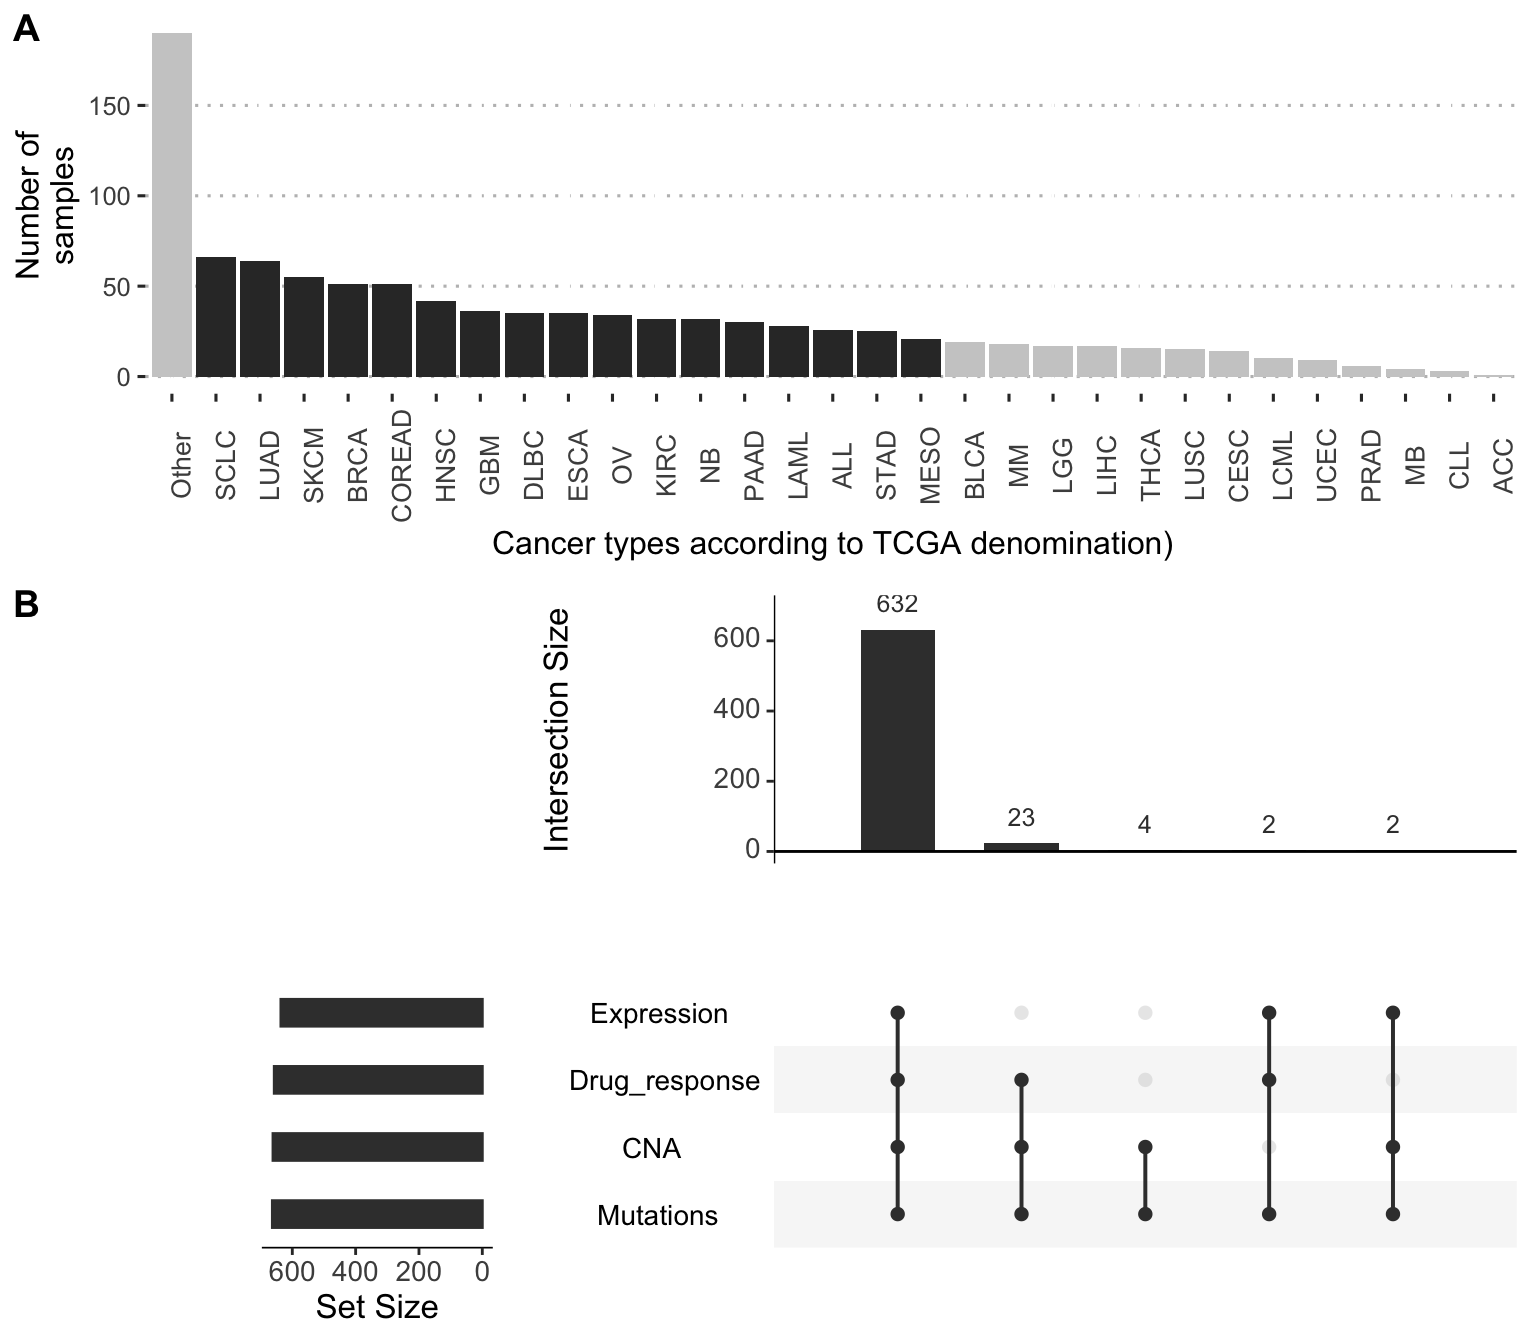 A
Number of
samples
150
100
50
0
Other SCLC LUAD SKCM BRCA COREAD HNSC GBM DLBC ESCA OV KIRC NB PAAD LAML ALL STAD MESO BLCA MM LGG LIHC THCA LUSC CESC LCML UCEC PRAD MB CLL ACC
Cancer types according to TCGA denomination)
B
Intersection Size
600
400
200
0
632 23 4 2 2
Expression
Drug_response
CNA
Mutations
600 400 200 0
Set Size